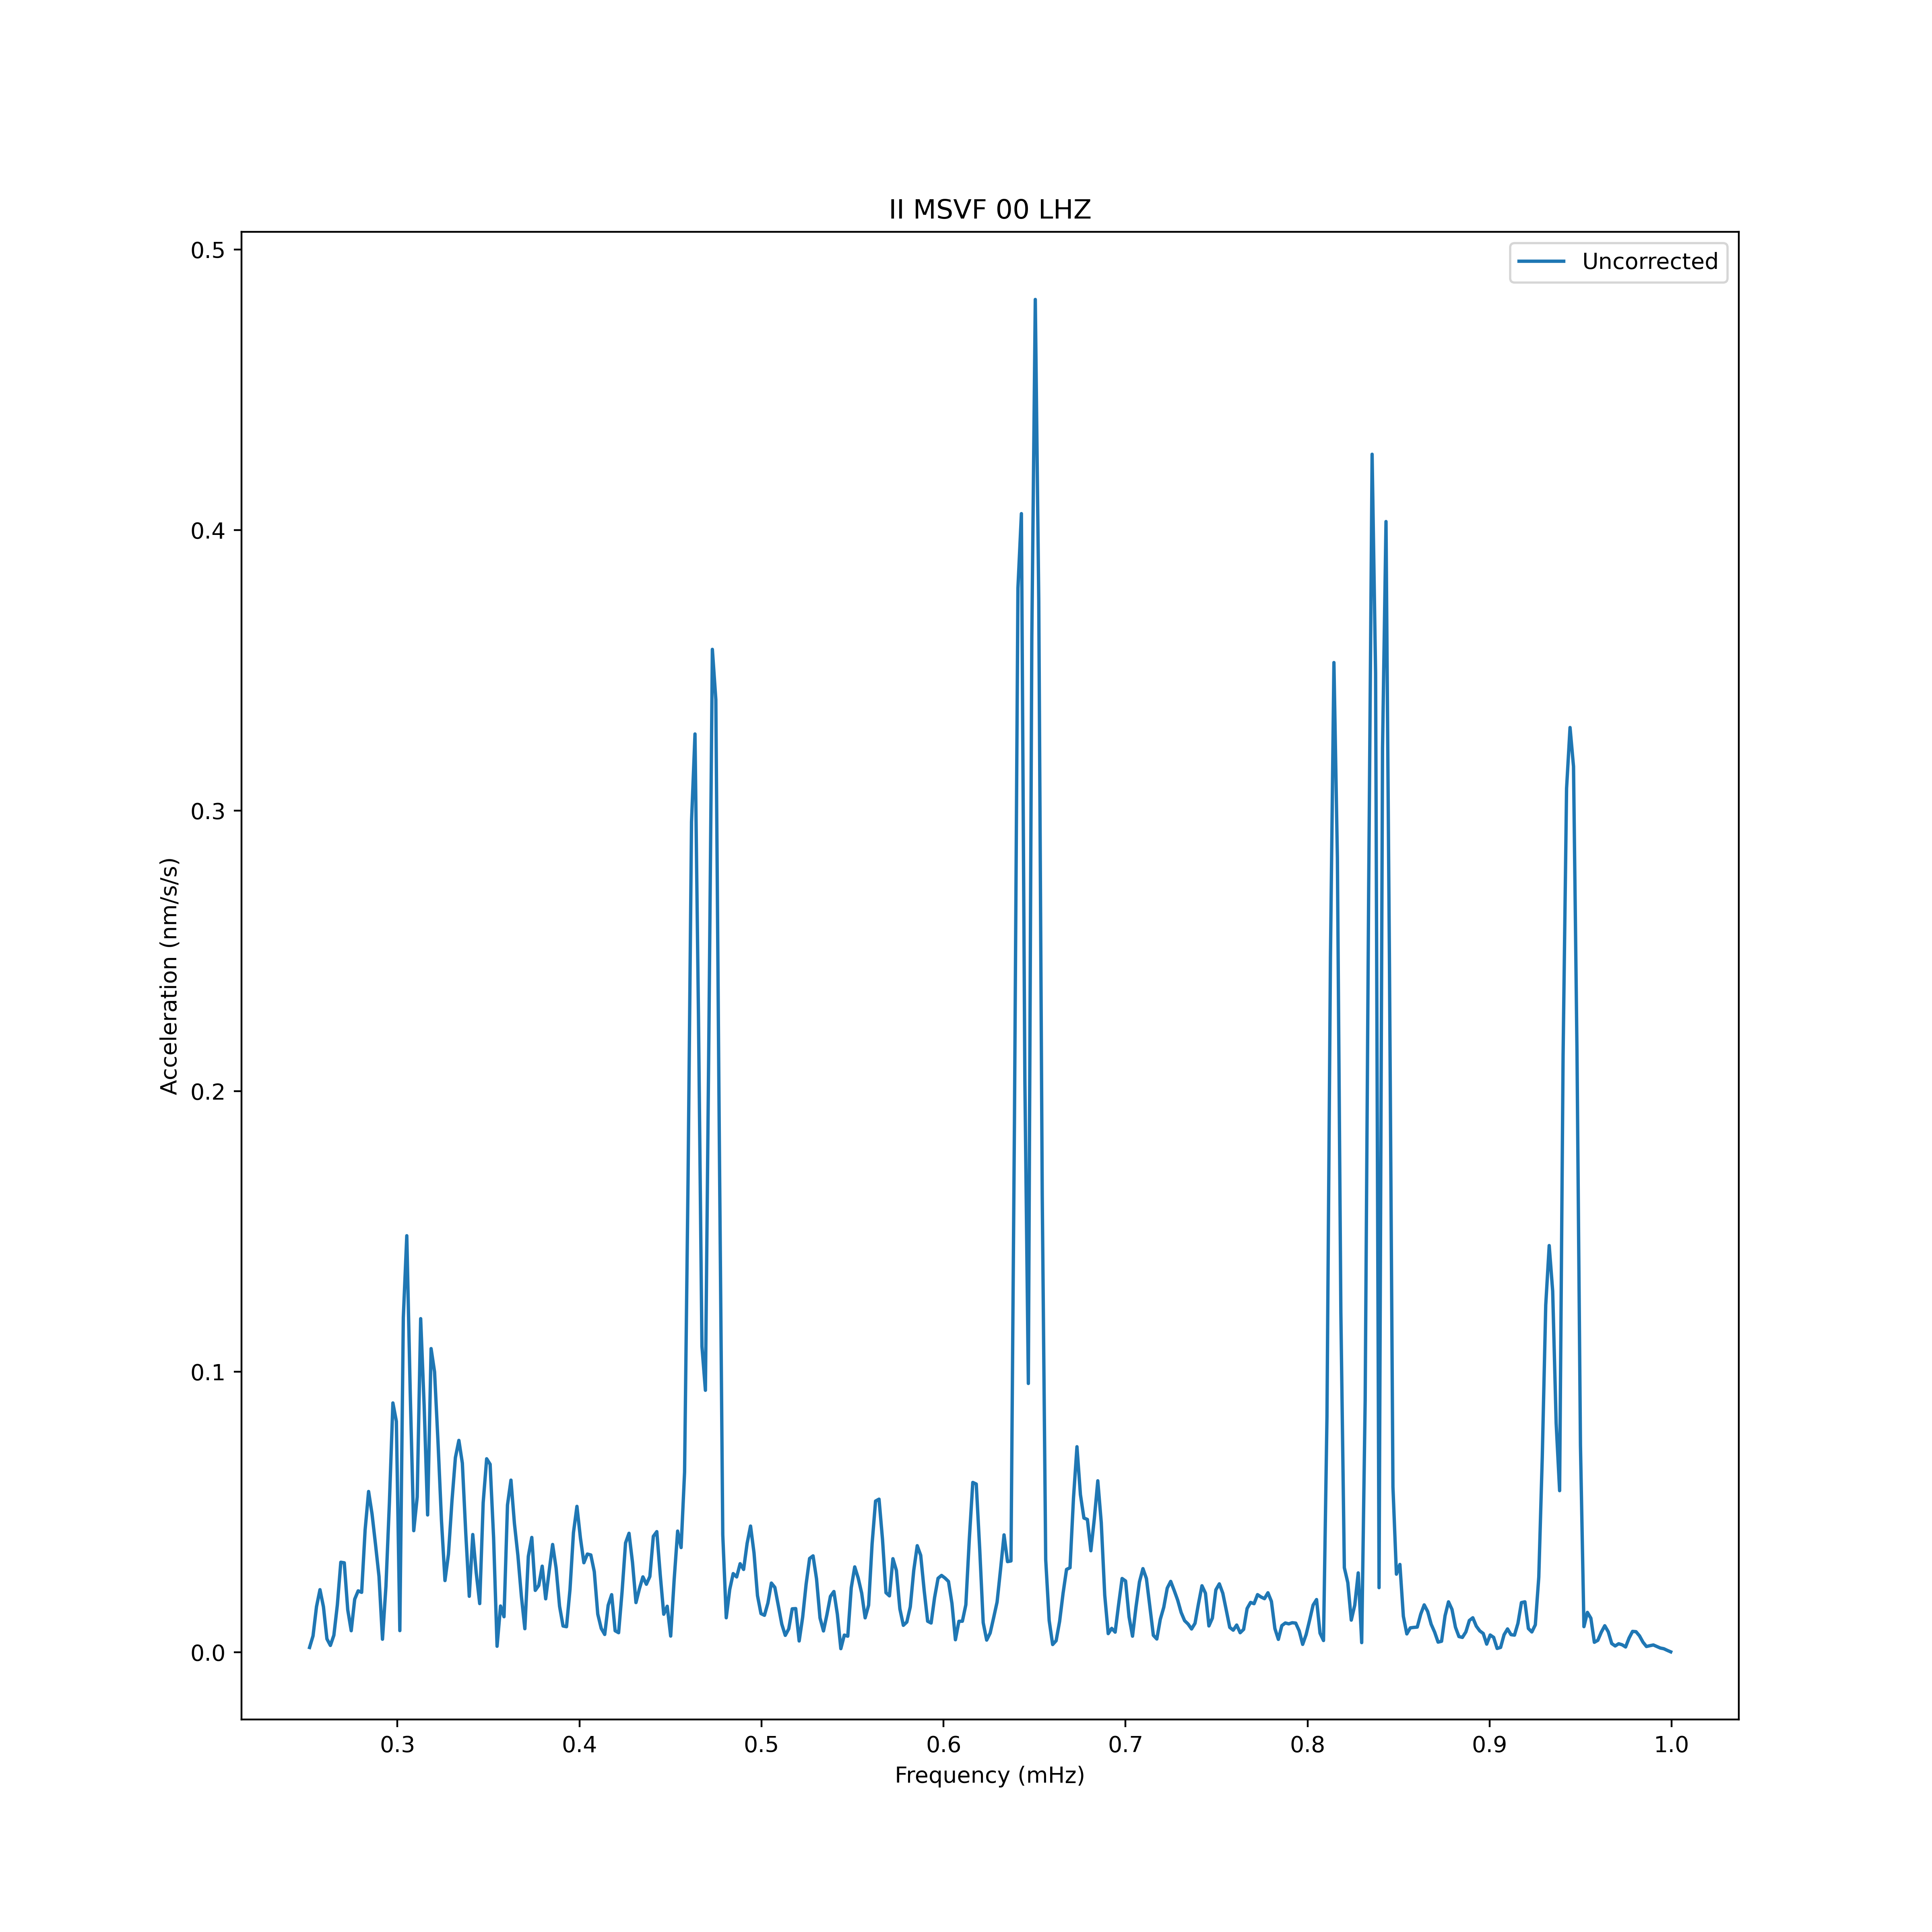 II MSVF 00 LHZ
Uncorrected
0.5
0.4
0.3
0.2
0.1
0.0
Acceleration (nm/s/s)
0.3 0.4 0.5 0.6 0.7 0.8 0.9 1.0
Frequency (mHz)